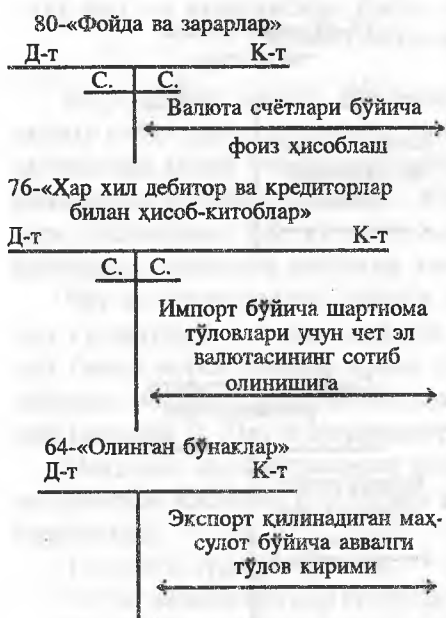 80-«Фойда ва зарарлар»
Д-т К-т
С. С.
Валюта счётлари бўйича
фоиз ҳисоблаш
76-«Ҳар хил дебитор ва кредиторлар
билан ҳисоб-китоблар»
Д-т К-т
С. С.
Импорт бўйича шартнома
тўловлари учун чет эл
валютасининг сотиб
олинишига
64-«Олинган бўнаклар»
Д-т К-т
Экспорт қилинадиган маҳ-
сулот бўйича аввалги
тўлов кирими